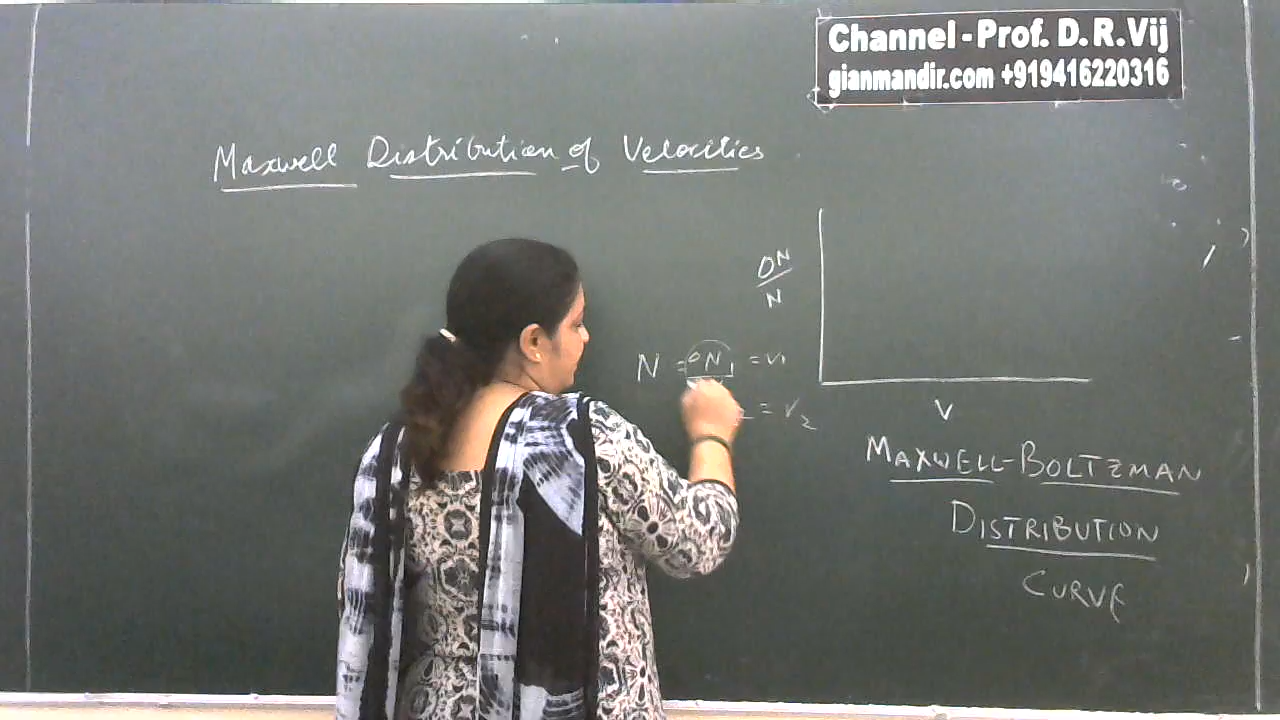 Channel - Prof. D. R. Vij
gianmandir.com +919416220316
Maxwell Distribution of Velocities
ΔN
N
N = ΔN1 = v1
= v2
V
MAXWELL-BOLTZMAN
DISTRIBUTION
CURVE